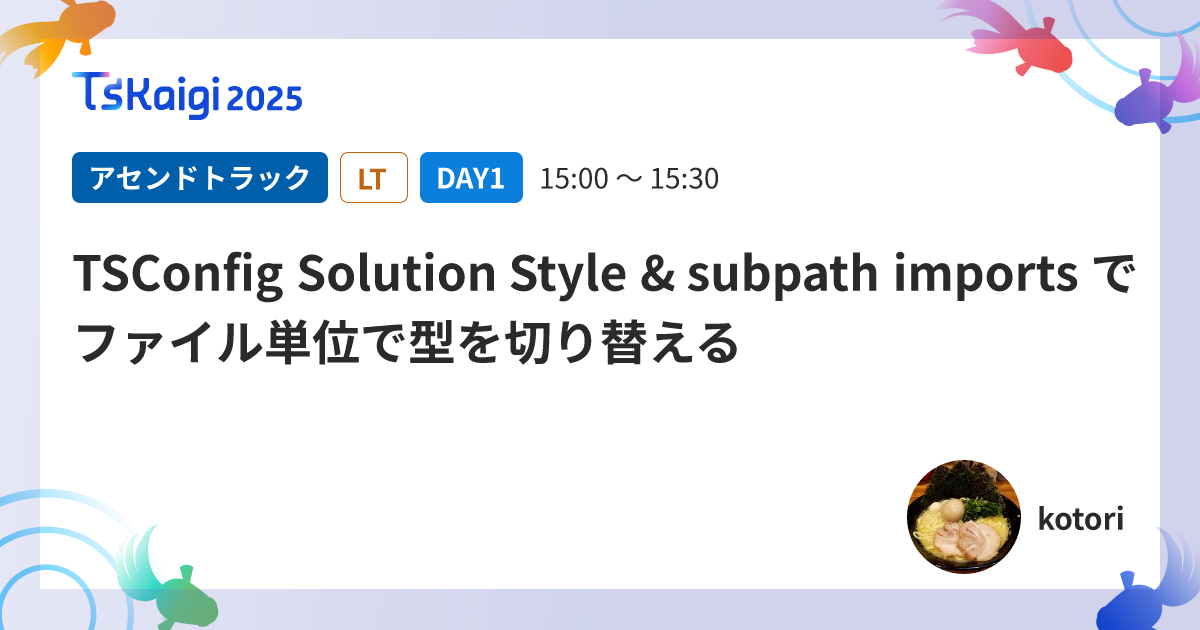 TSKaigi 2025
アセンドトラック LT DAY1 15:00 〜 15:30
TSConfig Solution Style & subpath imports で
ファイル単位で型を切り替える
kotori